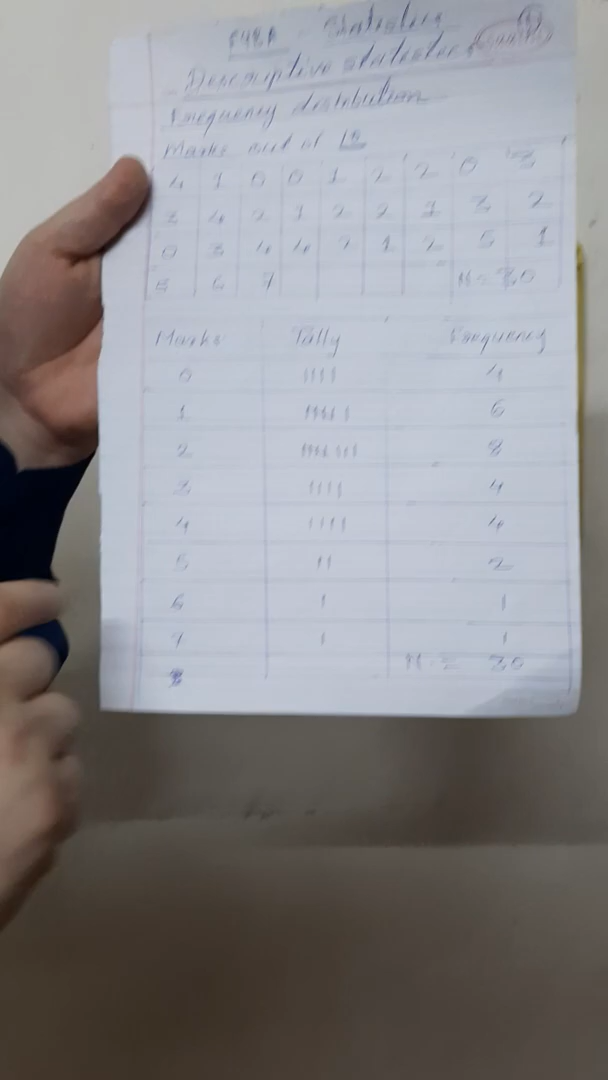 Statistics
Descriptive statistics
Frequency distribution
Marks out of 10
4 1 0 0 1 2 2 0 3
3 4 2 1 2 2 1 3 2
0 3 4 4 2 1 2 5 1
5 6 7 N = 30
Marks Tally Frequency
0 |||| 4
1 |||||| 6
2 |||||||| 8
3 |||| 4
4 |||| 4
5 || 2
6 | 1
7 | 1
N = 30